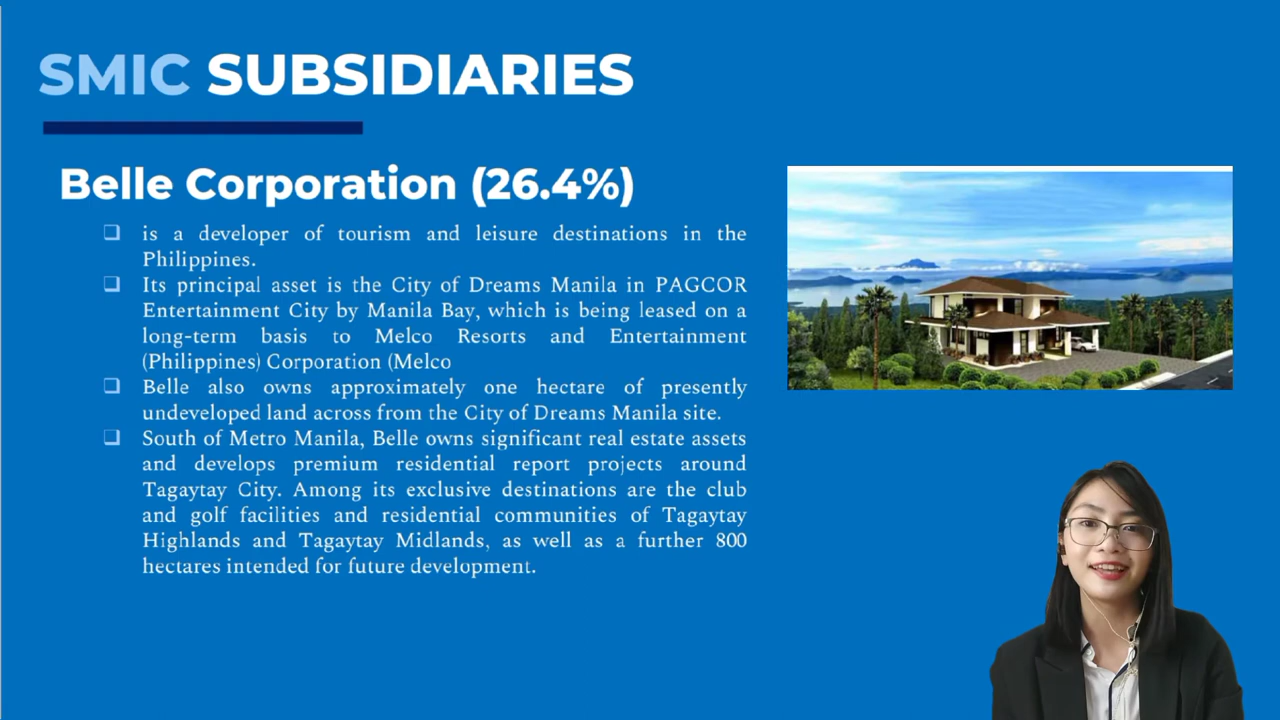 SMIC SUBSIDIARIES
Belle Corporation (26.4%)
❑ is a developer of tourism and leisure destinations in the
Philippines.
❑ Its principal asset is the City of Dreams Manila in PAGCOR
Entertainment City by Manila Bay, which is being leased on a
long-term basis to Melco Resorts and Entertainment
(Philippines) Corporation (Melco
❑ Belle also owns approximately one hectare of presently
undeveloped land across from the City of Dreams Manila site.
❑ South of Metro Manila, Belle owns significant real estate assets
and develops premium residential report projects around
Tagaytay City. Among its exclusive destinations are the club
and golf facilities and residential communities of Tagaytay
Highlands and Tagaytay Midlands, as well as a further 800
hectares intended for future development.